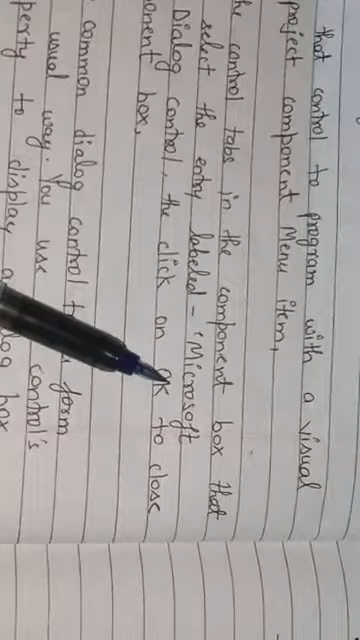 that control to program with a visual
project component Menu item,
he control tabs in the component box that
select the entry labeled - 'Microsoft
Dialog control, the click on ok to close
onent box.
common dialog control form
usual way. You use control's
perty to display a box